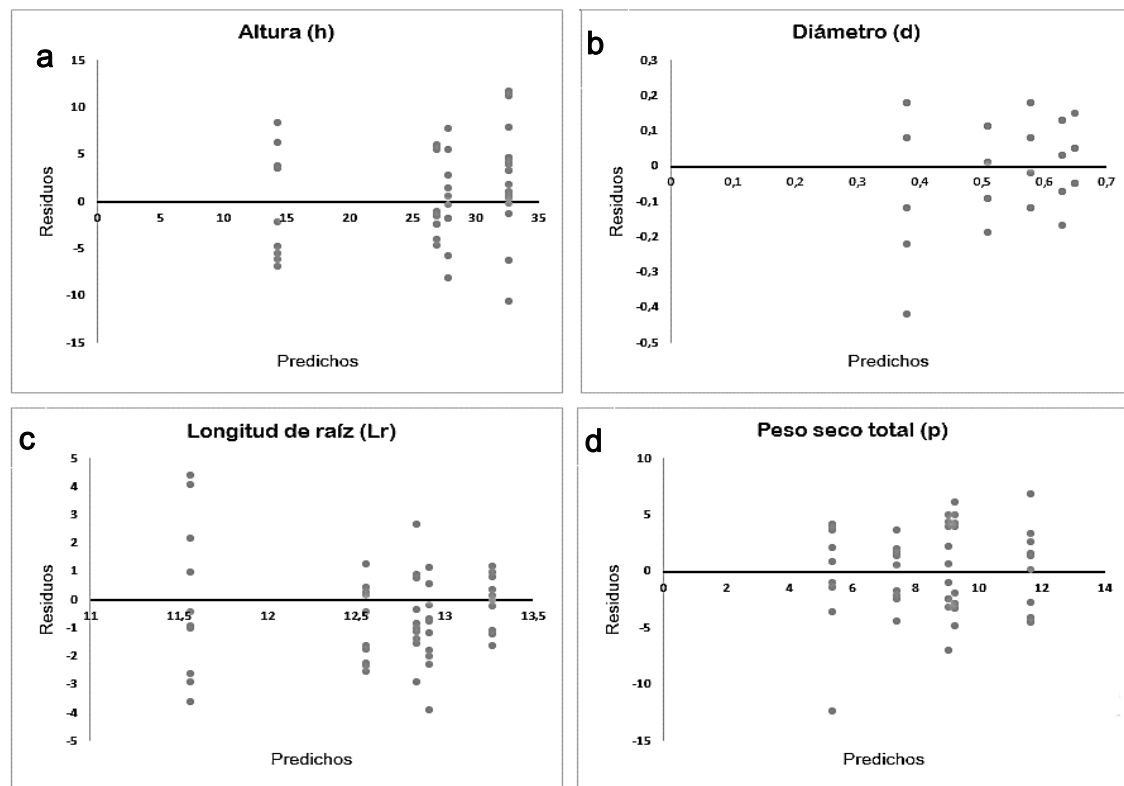 a
Altura (h)
15
10
5
0
-5
-10
-15
0 5 10 15 20 25 30 35
Residuos
Predichos
b
Diámetro (d)
0,3
0,2
0,1
0
-0,1
-0,2
-0,3
-0,4
-0,5
0 0,1 0,2 0,3 0,4 0,5 0,6 0,7
Residuos
Predichos
c
Longitud de raíz (Lr)
5
4
3
2
1
0
-1
-2
-3
-4
-5
11 11,5 12 12,5 13 13,5
Residuos
Predichos
d
Peso seco total (p)
10
5
0
-5
-10
-15
0 2 4 6 8 10 12 14
Residuos
Predichos